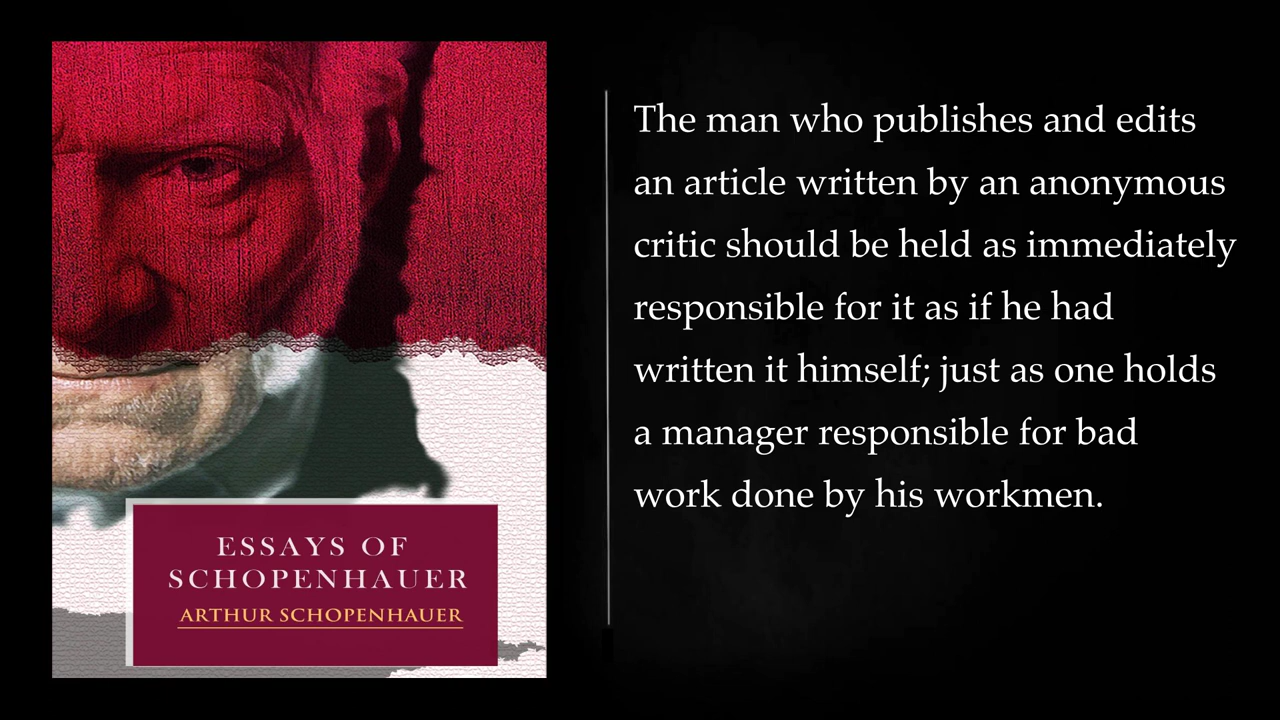 ESSAYS OF
SCHOPENHAUER
ARTHUR SCHOPENHAUER
The man who publishes and edits
an article written by an anonymous
critic should be held as immediately
responsible for it as if he had
written it himself; just as one holds
a manager responsible for bad
work done by his workmen.